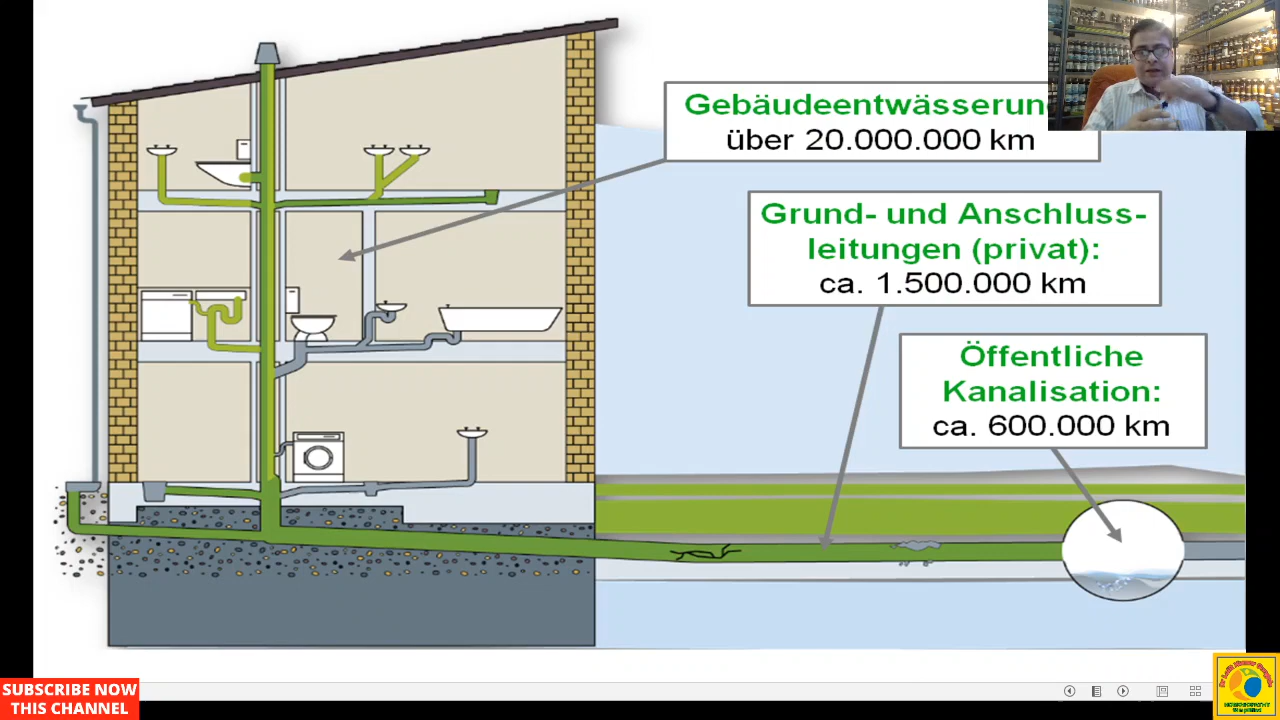 Gebäudeentwässerun
über 20.000.000 km
Grund- und Anschluss-
leitungen (privat):
ca. 1.500.000 km
Öffentliche
Kanalisation:
ca. 600.000 km
SUBSCRIBE NOW
THIS CHANNEL